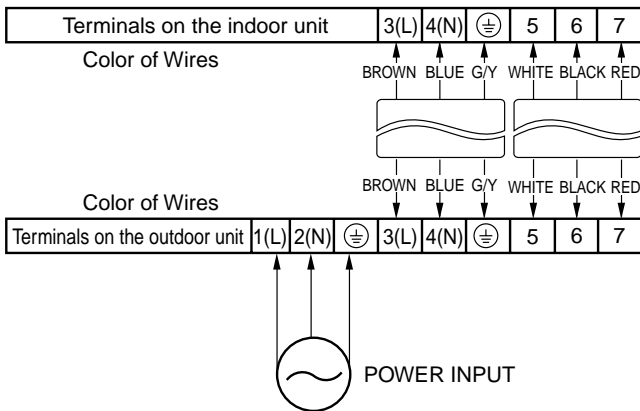 Terminals on the indoor unit 3(L) 4(N) ⏚ 5 6 7
Color of Wires
BROWN BLUE G/Y WHITE BLACK RED
BROWN BLUE G/Y WHITE BLACK RED
Color of Wires
Terminals on the outdoor unit 1(L) 2(N) ⏚ 3(L) 4(N) ⏚ 5 6 7
POWER INPUT